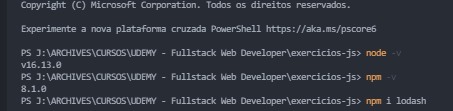 Copyright (C) Microsoft Corporation. Todos os direitos reservados.
Experimente a nova plataforma cruzada PowerShell https://aka.ms/pscore6
PS J:\ARCHIVES\CURSOS\UDEMY - Fullstack Web Developer\exercicios-js> node -v
v16.13.0
PS J:\ARCHIVES\CURSOS\UDEMY - Fullstack Web Developer\exercicios-js> npm -v
8.1.0
PS J:\ARCHIVES\CURSOS\UDEMY - Fullstack Web Developer\exercicios-js> npm i lodash